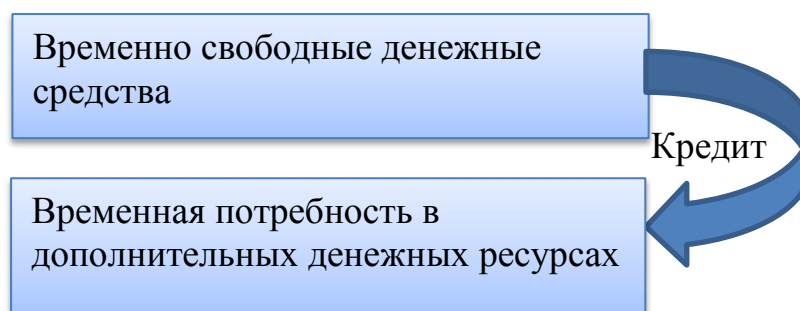 Временно свободные денежные
средства
Кредит
Временная потребность в
дополнительных денежных ресурсах